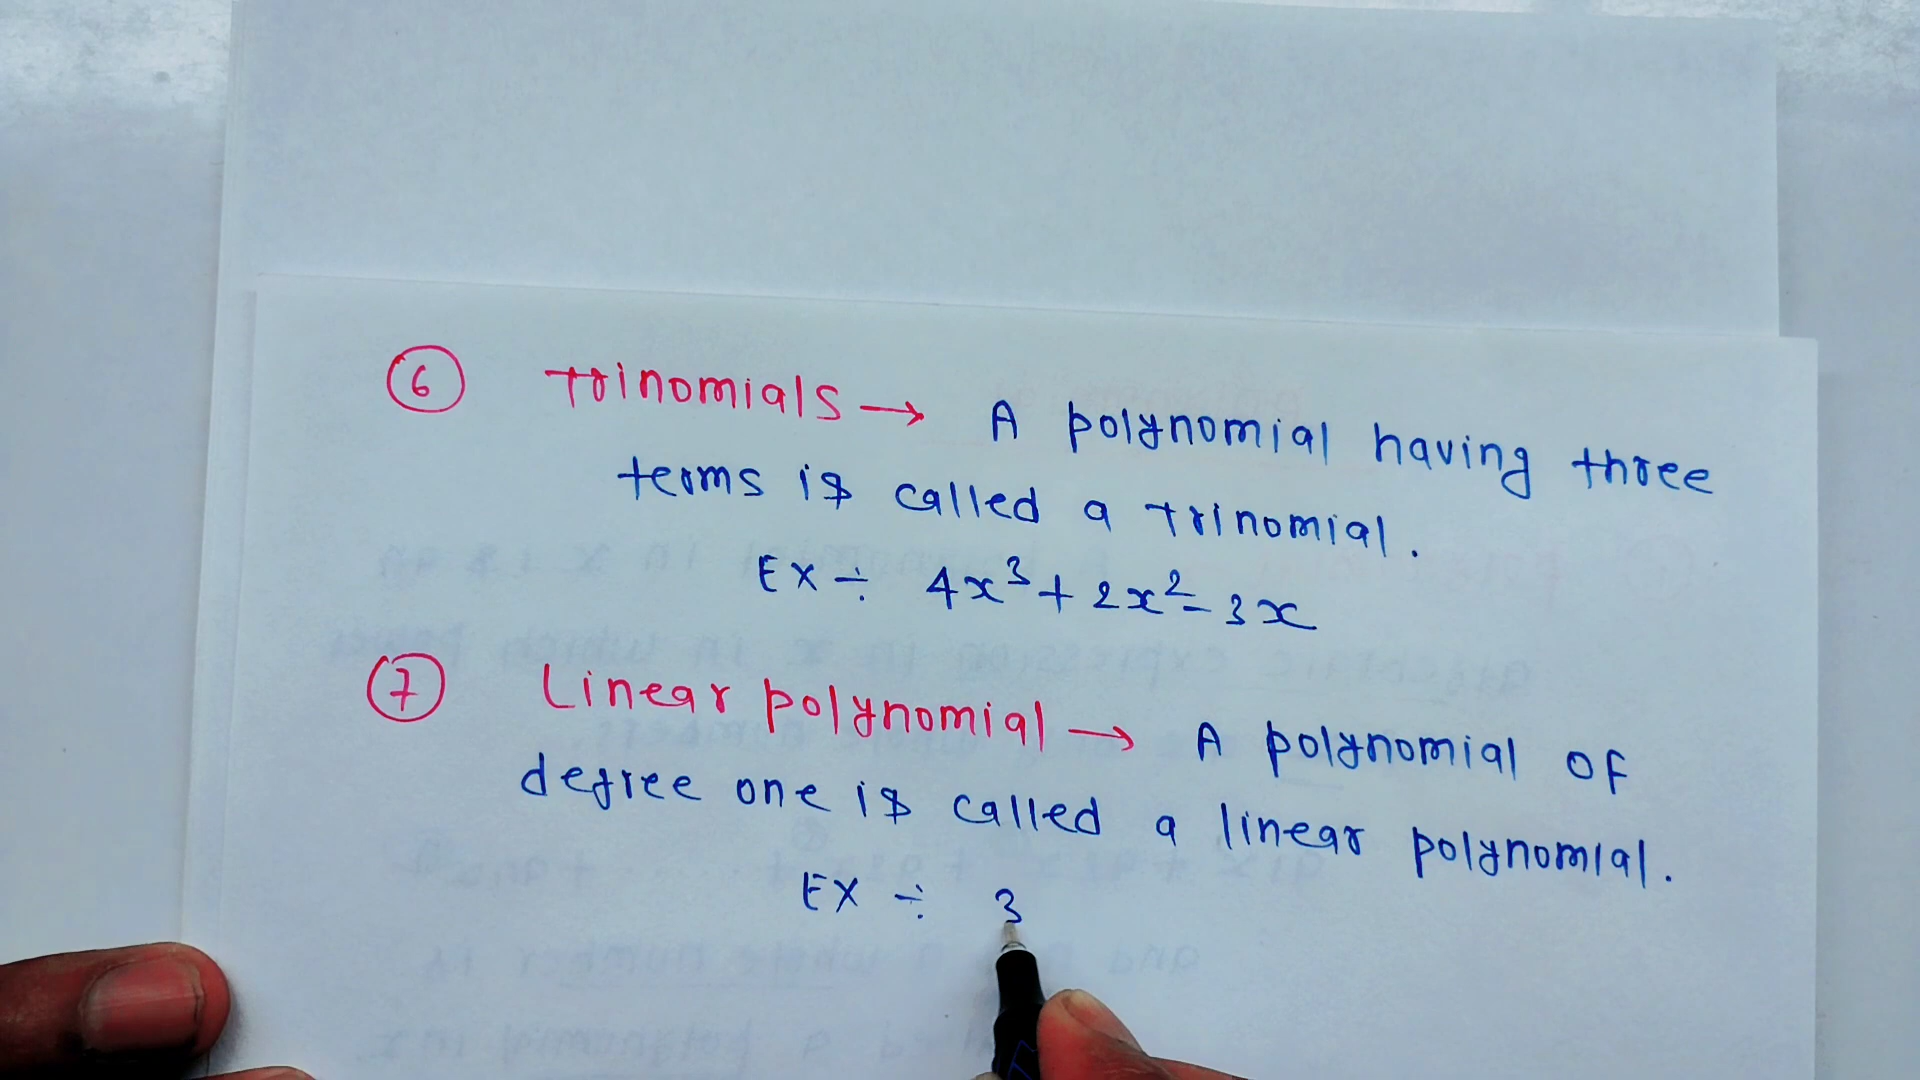 6 Trinomials → A polynomial having three
terms is called a trinomial.
Ex ÷ 4x³ + 2x² - 3x
7 Linear polynomial → A polynomial of
degree one is called a linear polynomial.
Ex ÷ 3